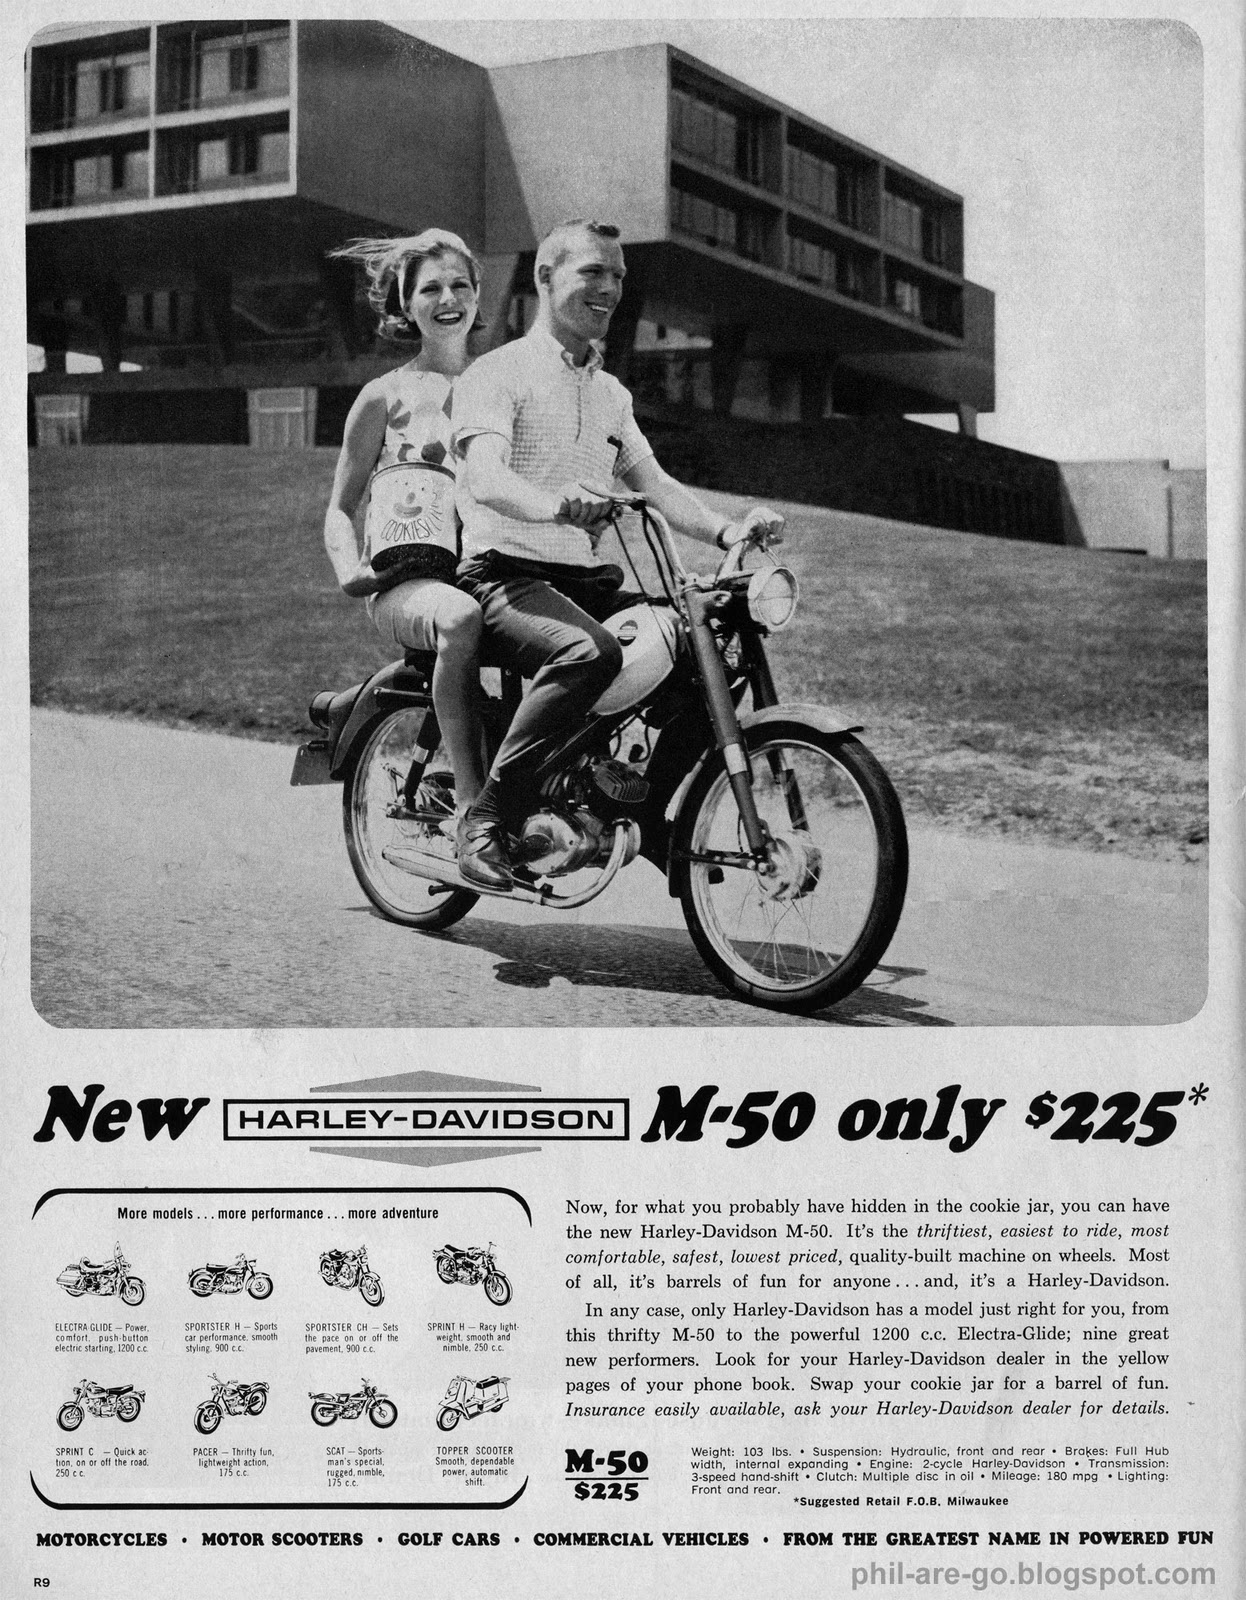 COOKIES!
New HARLEY-DAVIDSON M-50 only $225*
More models . . . more performance . . . more adventure
ELECTRA-GLIDE — Power,
comfort, push-button
electric starting, 1200 c.c.
SPORTSTER H — Sports
car performance, smooth
styling, 900 c.c.
SPORTSTER CH — Sets
the pace on or off the
pavement, 900 c.c.
SPRINT H — Racy light-
weight, smooth and
nimble, 250 c.c.
SPRINT C — Quick ac-
tion, on or off the road,
250 c.c.
PACER — Thrifty fun,
lightweight action,
175 c.c.
SCAT — Sports-
man's special,
rugged, nimble,
175 c.c.
TOPPER SCOOTER
Smooth, dependable
power, automatic
shift.
Now, for what you probably have hidden in the cookie jar, you can have
the new Harley-Davidson M-50. It's the thriftiest, easiest to ride, most
comfortable, safest, lowest priced, quality-built machine on wheels. Most
of all, it's barrels of fun for anyone . . . and, it's a Harley-Davidson.
In any case, only Harley-Davidson has a model just right for you, from
this thrifty M-50 to the powerful 1200 c.c. Electra-Glide; nine great
new performers. Look for your Harley-Davidson dealer in the yellow
pages of your phone book. Swap your cookie jar for a barrel of fun.
Insurance easily available, ask your Harley-Davidson dealer for details.
M-50
$225
Weight: 103 lbs. • Suspension: Hydraulic, front and rear • Brakes: Full Hub
width, internal expanding • Engine: 2-cycle Harley-Davidson • Transmission:
3-speed hand-shift • Clutch: Multiple disc in oil • Mileage: 180 mpg • Lighting:
Front and rear.
*Suggested Retail F.O.B. Milwaukee
MOTORCYCLES • MOTOR SCOOTERS • GOLF CARS • COMMERCIAL VEHICLES • FROM THE GREATEST NAME IN POWERED FUN
R9
phil-are-go.blogspot.com